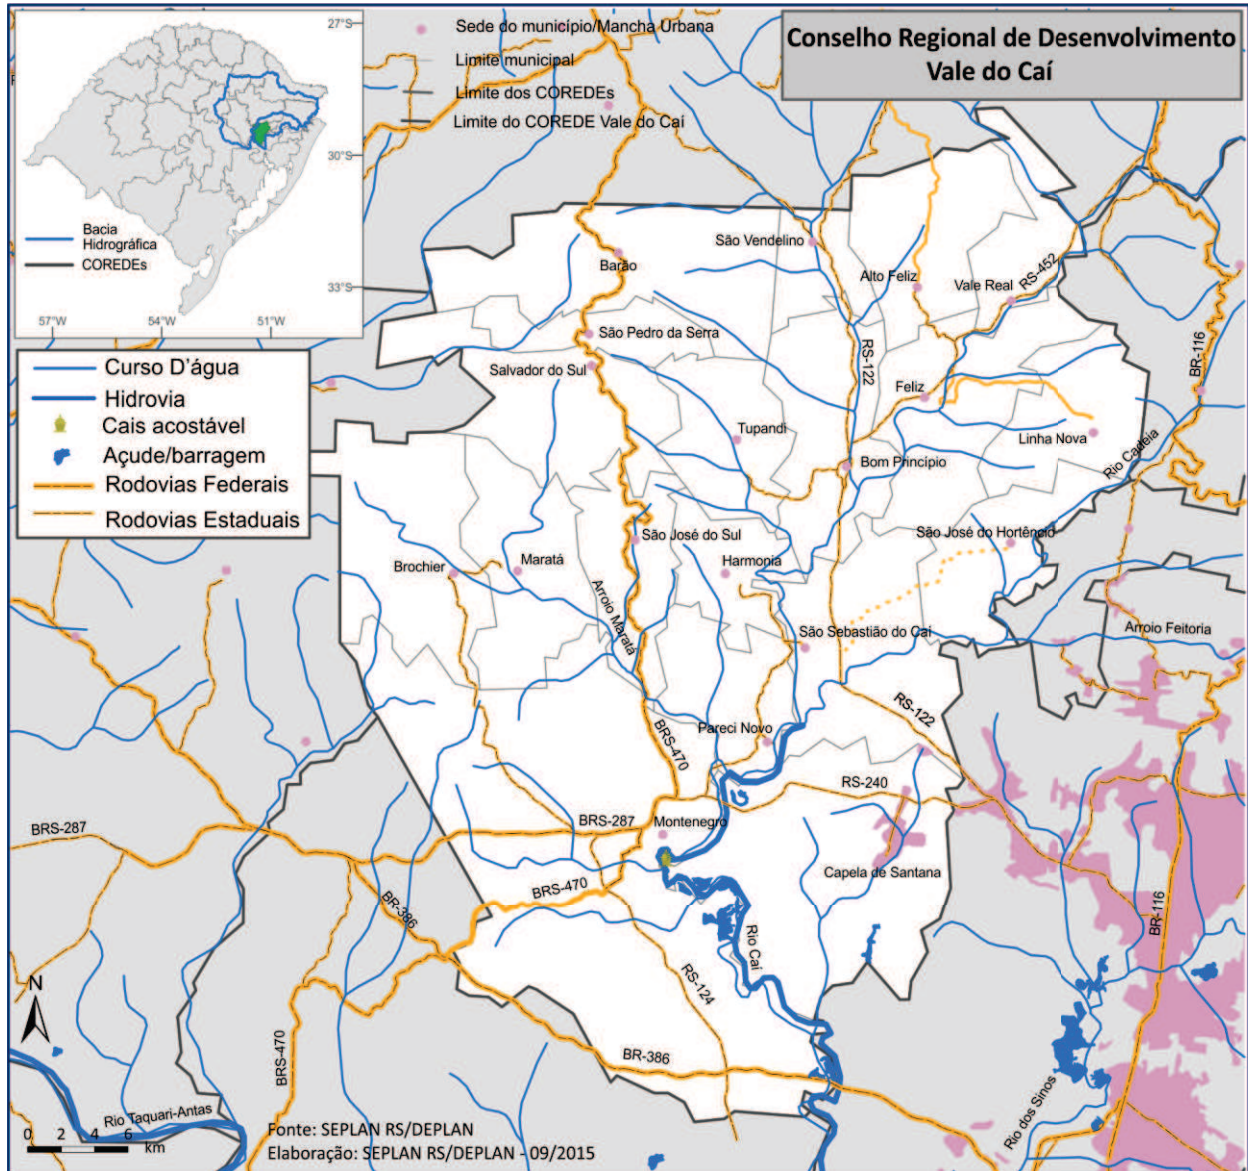 Conselho Regional de Desenvolvimento
Vale do Caí
Sede do município/Mancha Urbana
Limite municipal
Limite dos COREDEs
Limite do COREDE Vale do Caí
27°S
30°S
33°S
57°W
54°W
51°W
Bacia
Hidrográfica
COREDEs
Curso D'água
Hidrovia
Cais acostável
Açude/barragem
Rodovias Federais
Rodovias Estaduais
São Vendelino
Barão
Alto Feliz
Vale Real
RS-452
São Pedro da Serra
Salvador do Sul
RS-122
BR-116
Feliz
Tupandi
Linha Nova
Bom Princípio
Rio Cadeia
São José do Sul
São José do Hortêncio
Brochier
Maratá
Harmonia
Arroio Maratá
São Sebastião do Caí
Arroio Feitoria
RS-122
Pareci Novo
BRS-470
RS-240
BRS-287
BRS-287
Montenegro
Capela de Santana
BRS-470
BR-386
BR-116
Rio Caí
RS-124
N
BRS-470
BR-386
Rio dos Sinos
Rio Taquari-Antas
0 2 4 6
km
Fonte: SEPLAN RS/DEPLAN
Elaboração: SEPLAN RS/DEPLAN - 09/2015